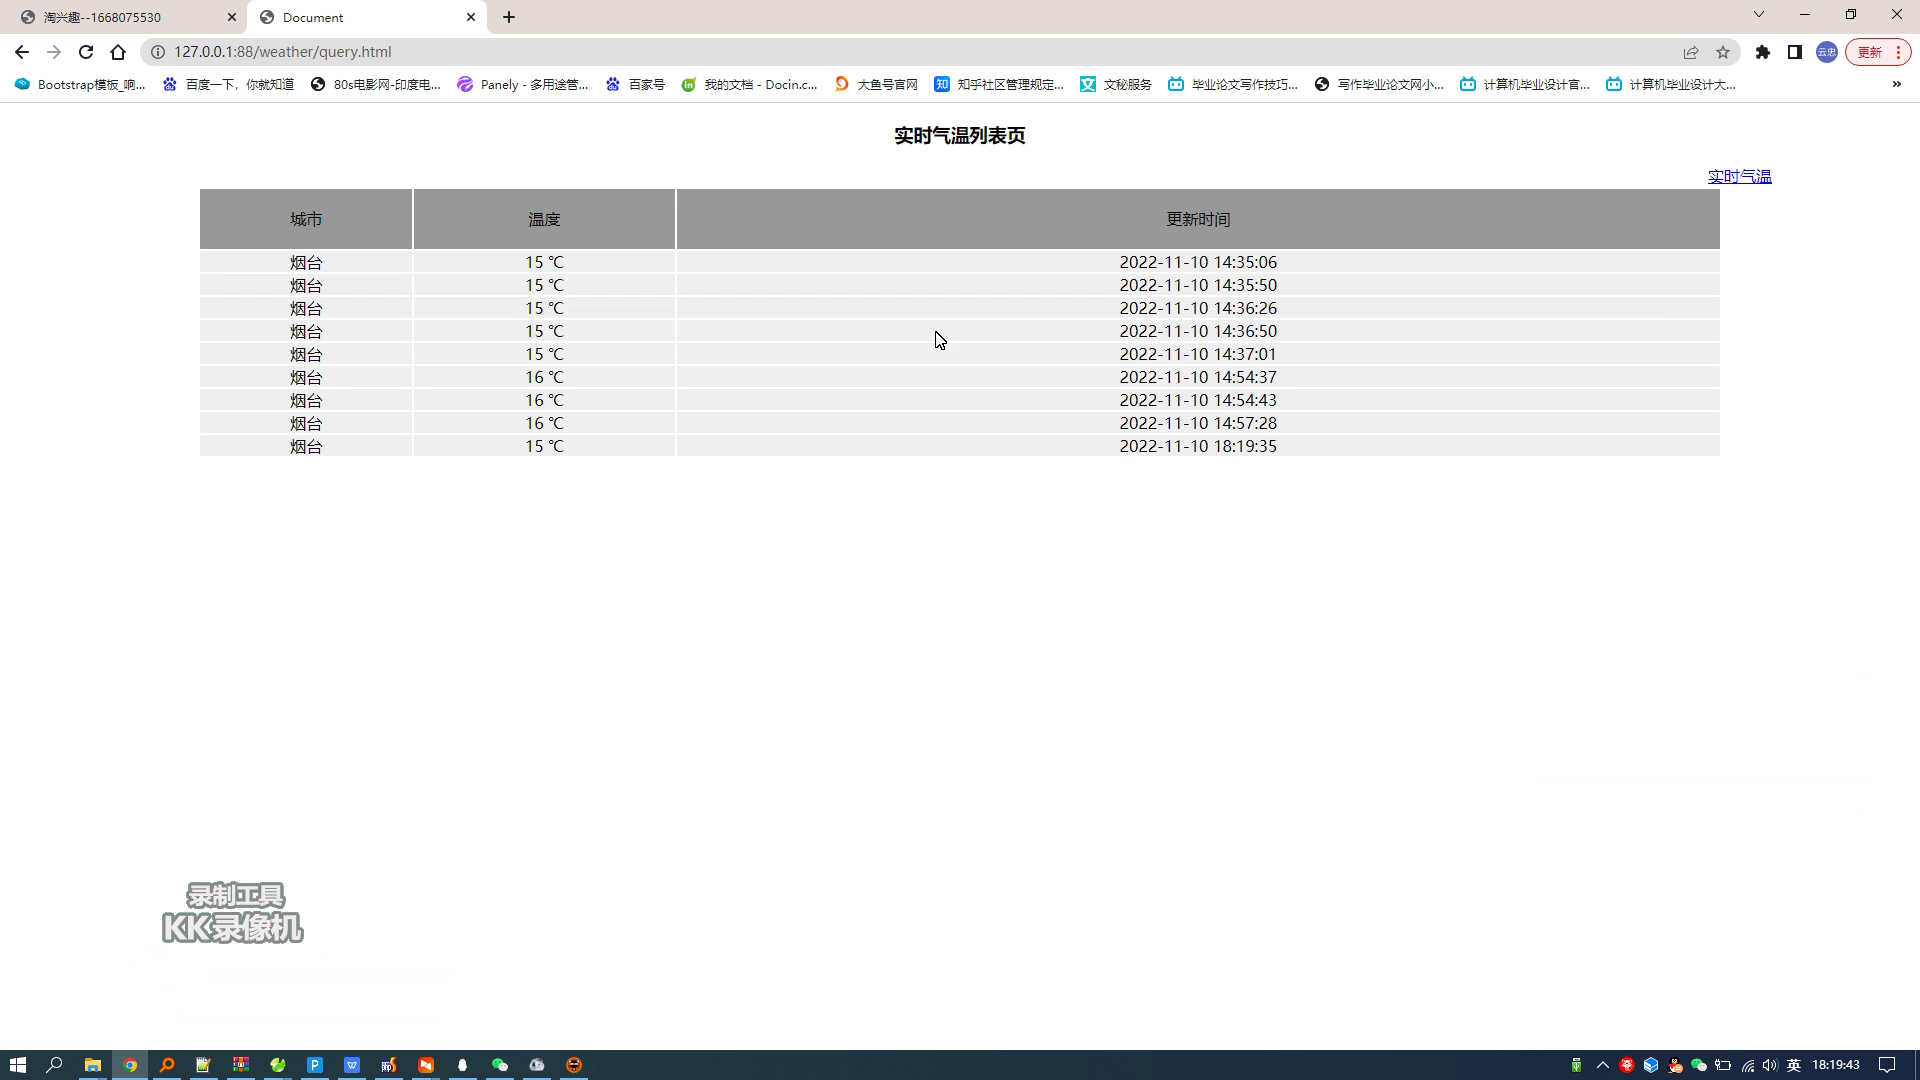 淘兴趣--1668075530
Document
127.0.0.1:88/weather/query.html
云忠
更新
Bootstrap模板_响...
百度一下，你就知道
80s电影网-印度电...
Panely - 多用途管...
百家号
我的文档 - Docin.c...
大鱼号官网
知乎社区管理规定...
文秘服务
毕业论文写作技巧...
写作毕业论文网小...
计算机毕业设计官...
计算机毕业设计大...
实时气温列表页
实时气温
城市 温度 更新时间
烟台 15 ℃ 2022-11-10 14:35:06
烟台 15 ℃ 2022-11-10 14:35:50
烟台 15 ℃ 2022-11-10 14:36:26
烟台 15 ℃ 2022-11-10 14:36:50
烟台 15 ℃ 2022-11-10 14:37:01
烟台 16 ℃ 2022-11-10 14:54:37
烟台 16 ℃ 2022-11-10 14:54:43
烟台 16 ℃ 2022-11-10 14:57:28
烟台 15 ℃ 2022-11-10 18:19:35
录制工具
KK录像机
英 18:19:43